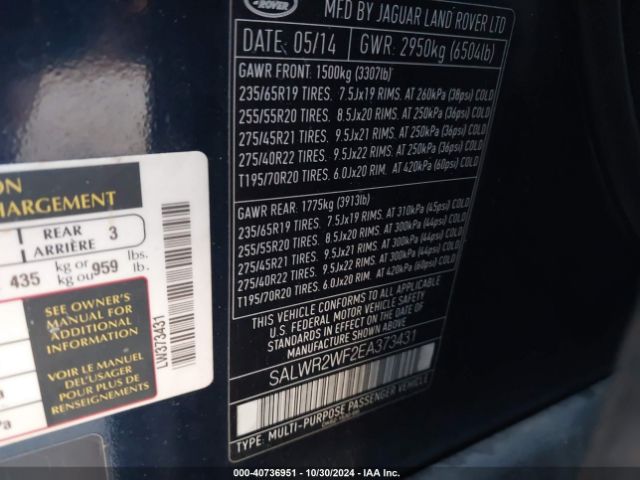 ROVER
MFD BY JAGUAR LAND ROVER LTD
DATE: 05/14 GWR: 2950kg (6504lb)
GAWR FRONT: 1500kg (3307lb)
235/65R19 TIRES. 7.5Jx19 RIMS. AT 260kPa (38psi) COLD
255/55R20 TIRES. 8.5Jx20 RIMS. AT 250kPa (36psi) COLD
275/45R21 TIRES. 9.5Jx21 RIMS. AT 250kPa (36psi) COLD
275/40R22 TIRES. 9.5Jx22 RIMS. AT 250kPa (36psi) COLD
T195/70R20 TIRES. 6.0Jx20 RIM. AT 420kPa (60psi) COLD
GAWR REAR: 1775kg (3913lb)
235/65R19 TIRES. 7.5Jx19 RIMS. AT 310kPa (45psi) COLD
255/55R20 TIRES. 8.5Jx20 RIMS. AT 300kPa (44psi) COLD
275/45R21 TIRES. 9.5Jx21 RIMS. AT 300kPa (44psi) COLD
275/40R22 TIRES. 9.5Jx22 RIMS. AT 300kPa (44psi) COLD
T195/70R20 TIRES. 6.0Jx20 RIM. AT 420kPa (60psi) COLD
THIS VEHICLE CONFORMS TO ALL APPLICABLE
U.S. FEDERAL MOTOR VEHICLE SAFETY
STANDARDS IN EFFECT ON THE DATE OF
MANUFACTURE SHOWN ABOVE.
SALWR2WF2EA373431
TYPE: MULTI-PURPOSE PASSENGER VEHICLE
ON
HARGEMENT
REAR
ARRIÈRE 3
435 kg or lbs.
kg ou 959 lb.
SEE OWNER'S
MANUAL FOR
ADDITIONAL
INFORMATION
VOIR LE MANUEL
DE L'USAGER
POUR PLUS DE
RENSEIGNEMENTS
LW373431
000-40736951 | 10/30/2024 | IAA Inc.